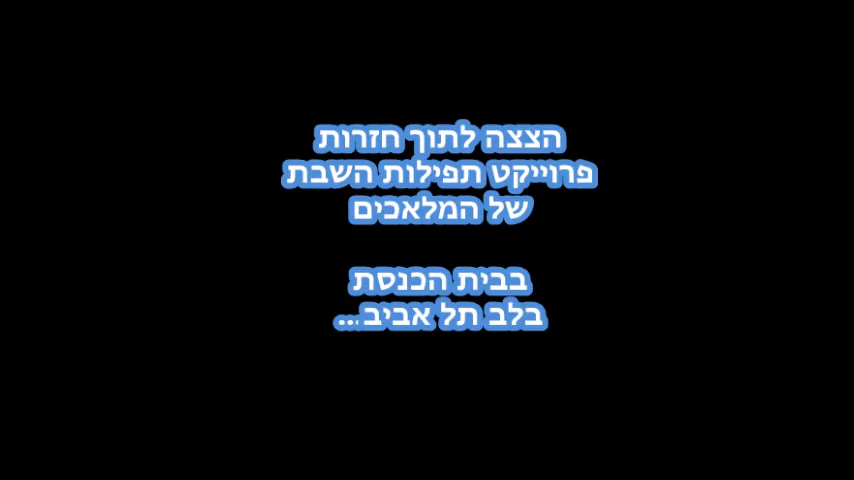 הצצה לתוך חזרות
פרוייקט תפילות השבת
של המלאכים
בבית הכנסת
בלב תל אביב...